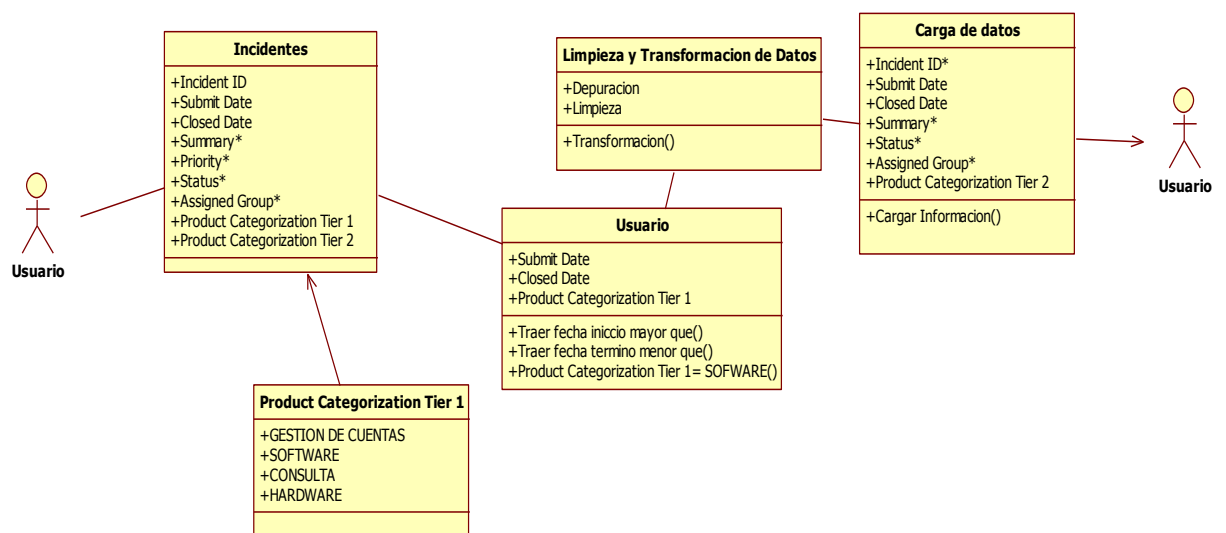 Usuario
Incidentes
+Incident ID
+Submit Date
+Closed Date
+Summary*
+Priority*
+Status*
+Assigned Group*
+Product Categorization Tier 1
+Product Categorization Tier 2
Product Categorization Tier 1
+GESTION DE CUENTAS
+SOFTWARE
+CONSULTA
+HARDWARE
Usuario
+Submit Date
+Closed Date
+Product Categorization Tier 1
+Traer fecha iniccio mayor que()
+Traer fecha termino menor que()
+Product Categorization Tier 1= SOFWARE()
Limpieza y Transformacion de Datos
+Depuracion
+Limpieza
+Transformacion()
Carga de datos
+Incident ID*
+Submit Date
+Closed Date
+Summary*
+Status*
+Assigned Group*
+Product Categorization Tier 2
+Cargar Informacion()
Usuario